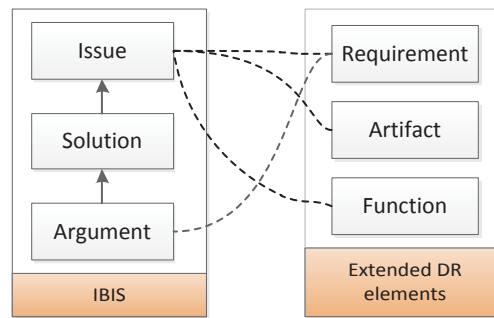 Issue
Solution
Argument
IBIS
Requirement
Artifact
Function
Extended DR
elements